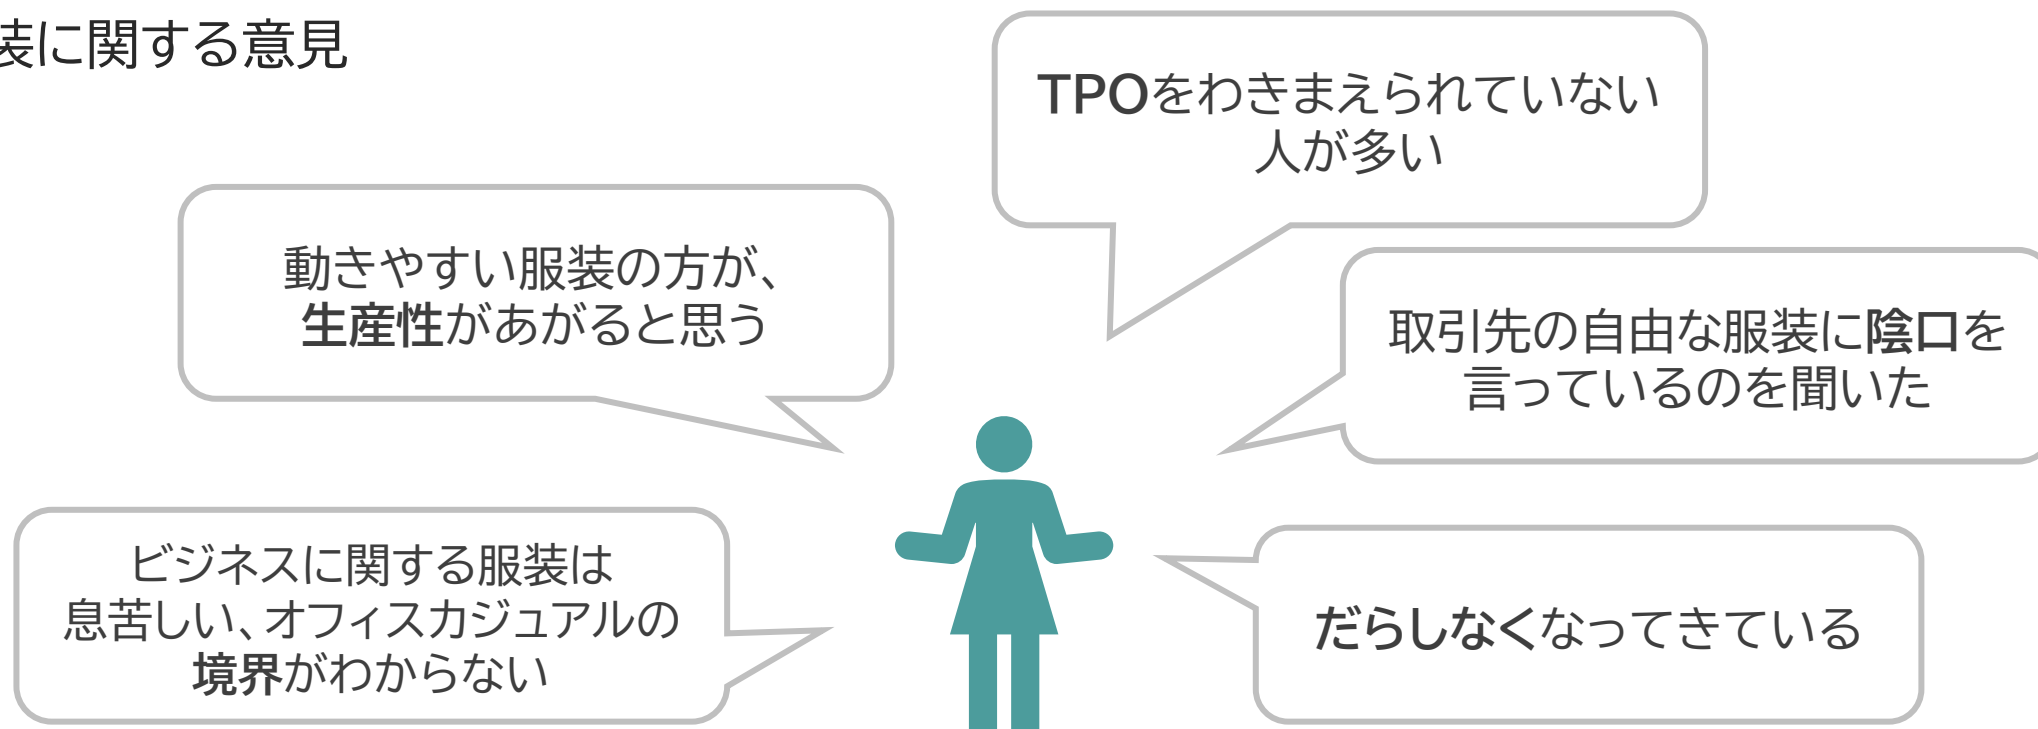 装に関する意見
TPOをわきまえられていない
人が多い
動きやすい服装の方が、
生産性があがると思う
取引先の自由な服装に陰口を
言っているのを聞いた
ビジネスに関する服装は
息苦しい、オフィスカジュアルの
境界がわからない
だらしなくなってきている